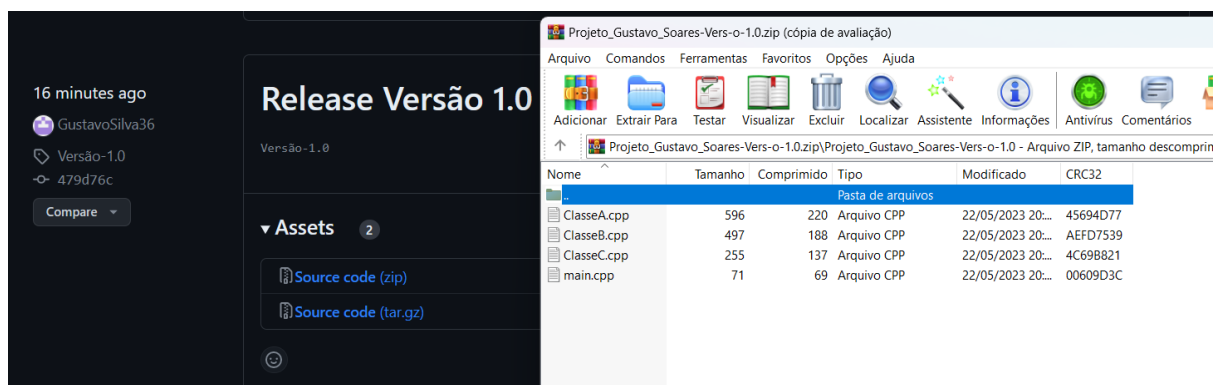 16 minutes ago
GustavoSilva36
Versão-1.0
479d76c
Compare
Release Versão 1.0
Versão-1.0
Assets 2
Source code (zip)
Source code (tar.gz)
Projeto_Gustavo_Soares-Vers-o-1.0.zip (cópia de avaliação)
Arquivo Comandos Ferramentas Favoritos Opções Ajuda
Adicionar Extrair Para Testar Visualizar Excluir Localizar Assistente Informações Antivírus Comentários
Projeto_Gustavo_Soares-Vers-o-1.0.zip\Projeto_Gustavo_Soares-Vers-o-1.0 - Arquivo ZIP, tamanho descomprin
Nome Tamanho Comprimido Tipo Modificado CRC32
.. Pasta de arquivos
ClasseA.cpp 596 220 Arquivo CPP 22/05/2023 20:... 45694D77
ClasseB.cpp 497 188 Arquivo CPP 22/05/2023 20:... AEFD7539
ClasseC.cpp 255 137 Arquivo CPP 22/05/2023 20:... 4C69B821
main.cpp 71 69 Arquivo CPP 22/05/2023 20:... 00609D3C